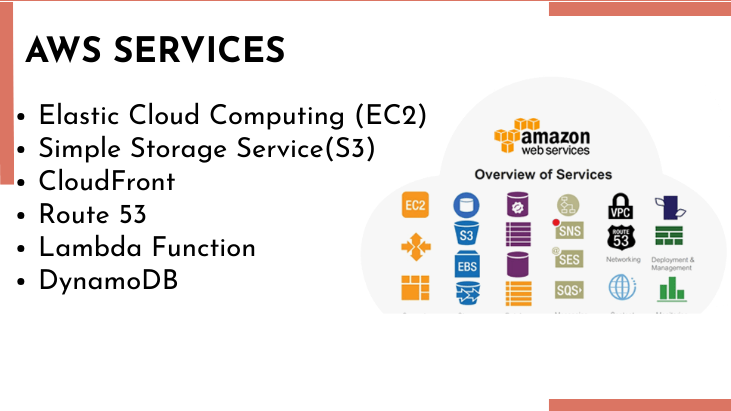 AWS SERVICES
• Elastic Cloud Computing (EC2)
• Simple Storage Service(S3)
• CloudFront
• Route 53
• Lambda Function
• DynamoDB
amazon
web services
Overview of Services
EC2
VPC
S3
SNS
ROUTE
53
EBS
SES
Networking
Deployment &
Management
SQS